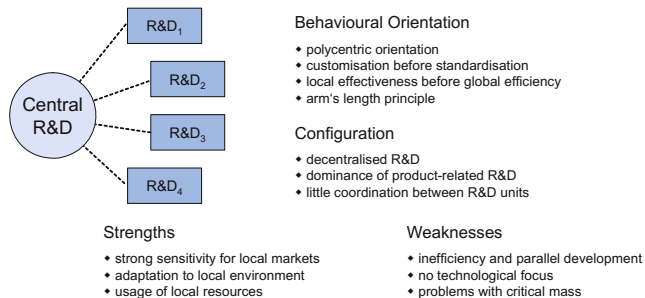 Central
R&D
R&D1
R&D2
R&D3
R&D4
Behavioural Orientation
◆ polycentric orientation
◆ customisation before standardisation
◆ local effectiveness before global efficiency
◆ arm's length principle
Configuration
◆ decentralised R&D
◆ dominance of product-related R&D
◆ little coordination between R&D units
Strengths
◆ strong sensitivity for local markets
◆ adaptation to local environment
◆ usage of local resources
Weaknesses
◆ inefficiency and parallel development
◆ no technological focus
◆ problems with critical mass